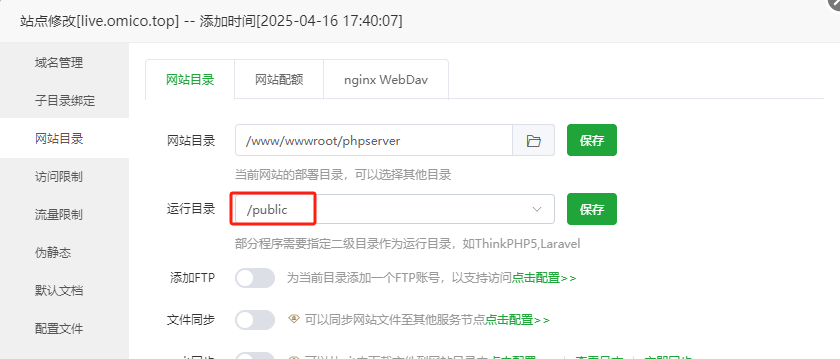 站点修改[live.omico.top] -- 添加时间[2025-04-16 17:40:07]
域名管理
子目录绑定
网站目录
访问限制
流量限制
伪静态
默认文档
配置文件
网站目录 网站配额 nginx WebDav
网站目录 /www/wwwroot/phpserver 保存
当前网站的部署目录，可以选择其他目录
运行目录 /public 保存
部分程序需要指定二级目录作为运行目录，如ThinkPHP5,Laravel
添加FTP 为当前目录添加一个FTP账号，以支持访问点击配置>>
文件同步 可以同步网站文件至其他服务节点点击配置>>